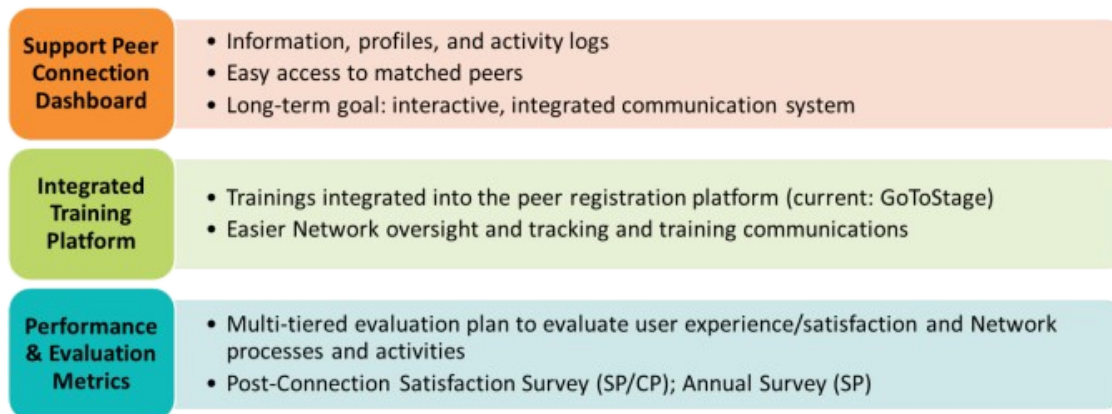 Support Peer
Connection
Dashboard
• Information, profiles, and activity logs
• Easy access to matched peers
• Long-term goal: interactive, integrated communication system
Integrated
Training
Platform
• Trainings integrated into the peer registration platform (current: GoToStage)
• Easier Network oversight and tracking and training communications
Performance
& Evaluation
Metrics
• Multi-tiered evaluation plan to evaluate user experience/satisfaction and Network
processes and activities
• Post-Connection Satisfaction Survey (SP/CP); Annual Survey (SP)